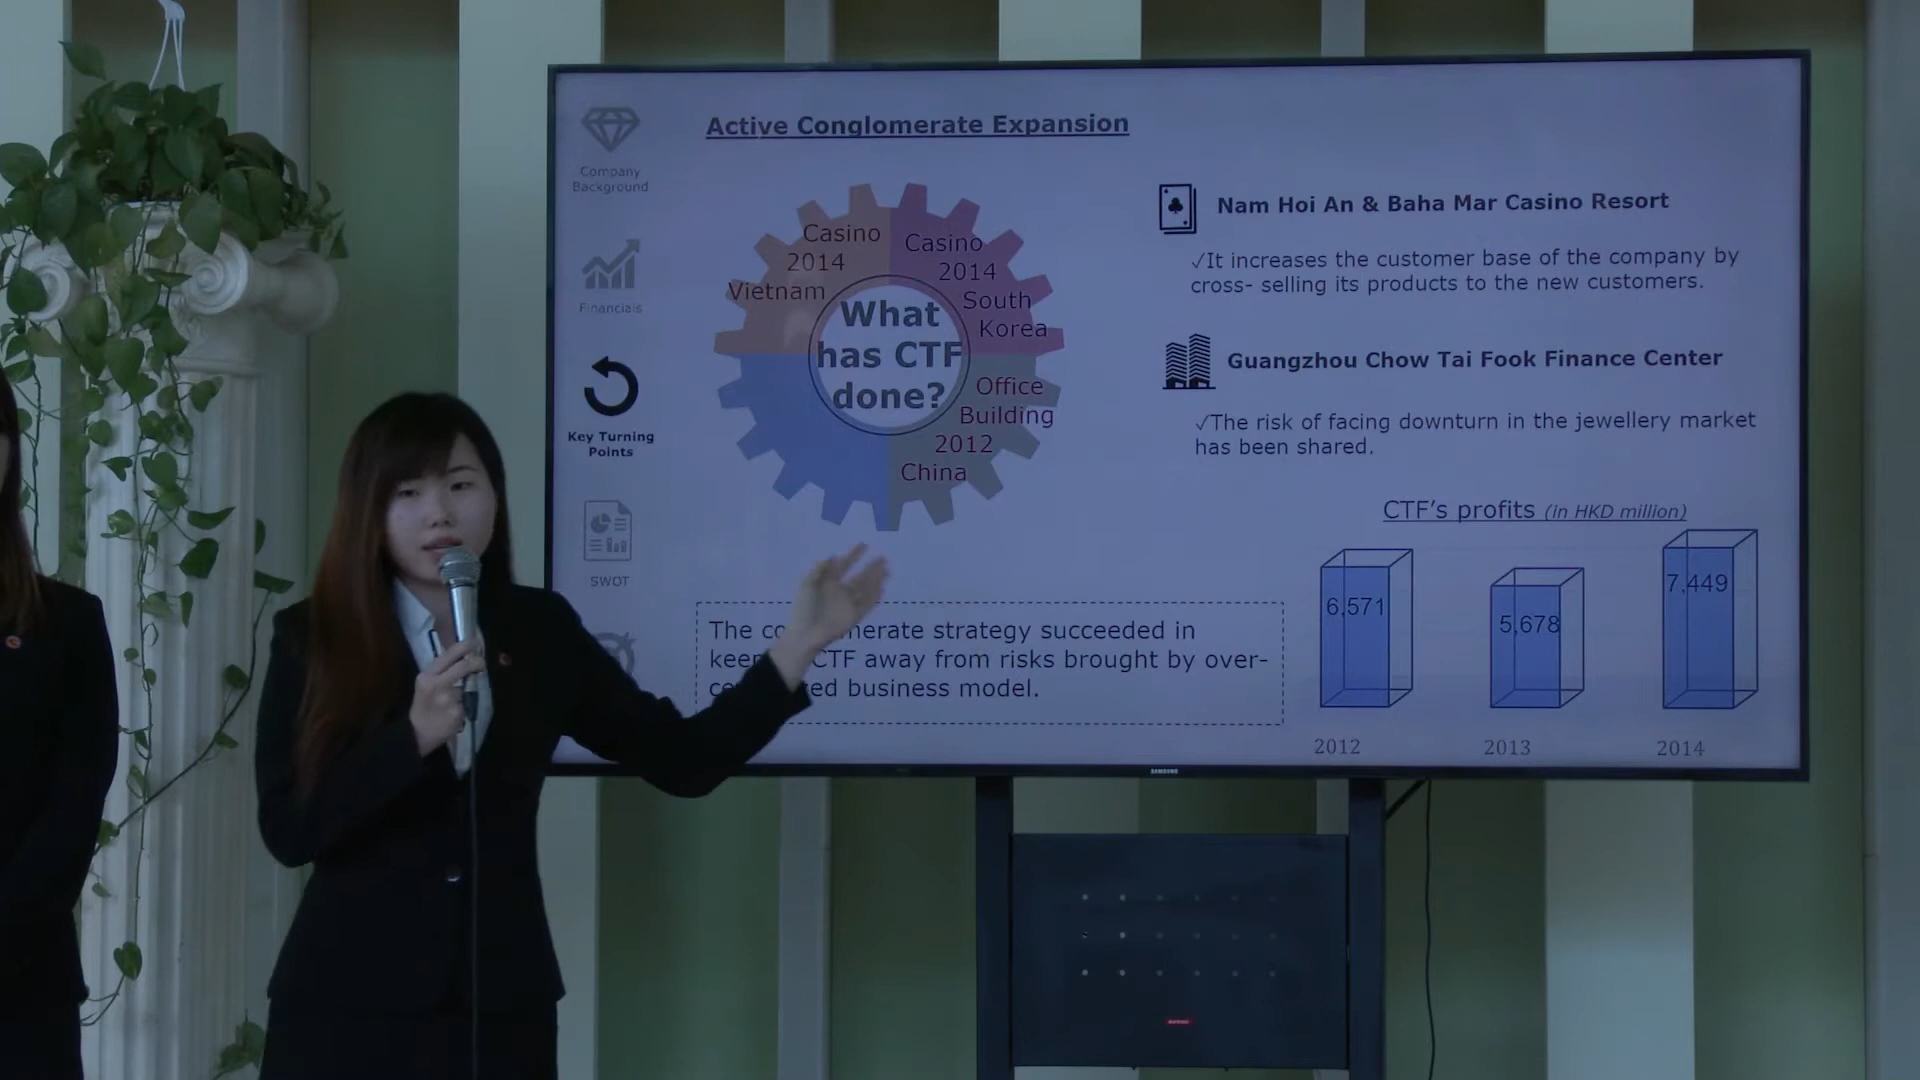 Active Conglomerate Expansion
Company
Background
Financials
Key Turning
Points
SWOT
Casino
2014
Vietnam
Casino
2014
South
Korea
What
has CTF
done?
Office
Building
2012
China
Nam Hoi An & Baha Mar Casino Resort
✓It increases the customer base of the company by
cross- selling its products to the new customers.
Guangzhou Chow Tai Fook Finance Center
✓The risk of facing downturn in the jewellery market
has been shared.
The strategy succeeded in
CTF away from risks brought by over-
business model.
CTF's profits (in HKD million)
6,571
5,678
7,449
2012
2013
2014
SAMSUNG